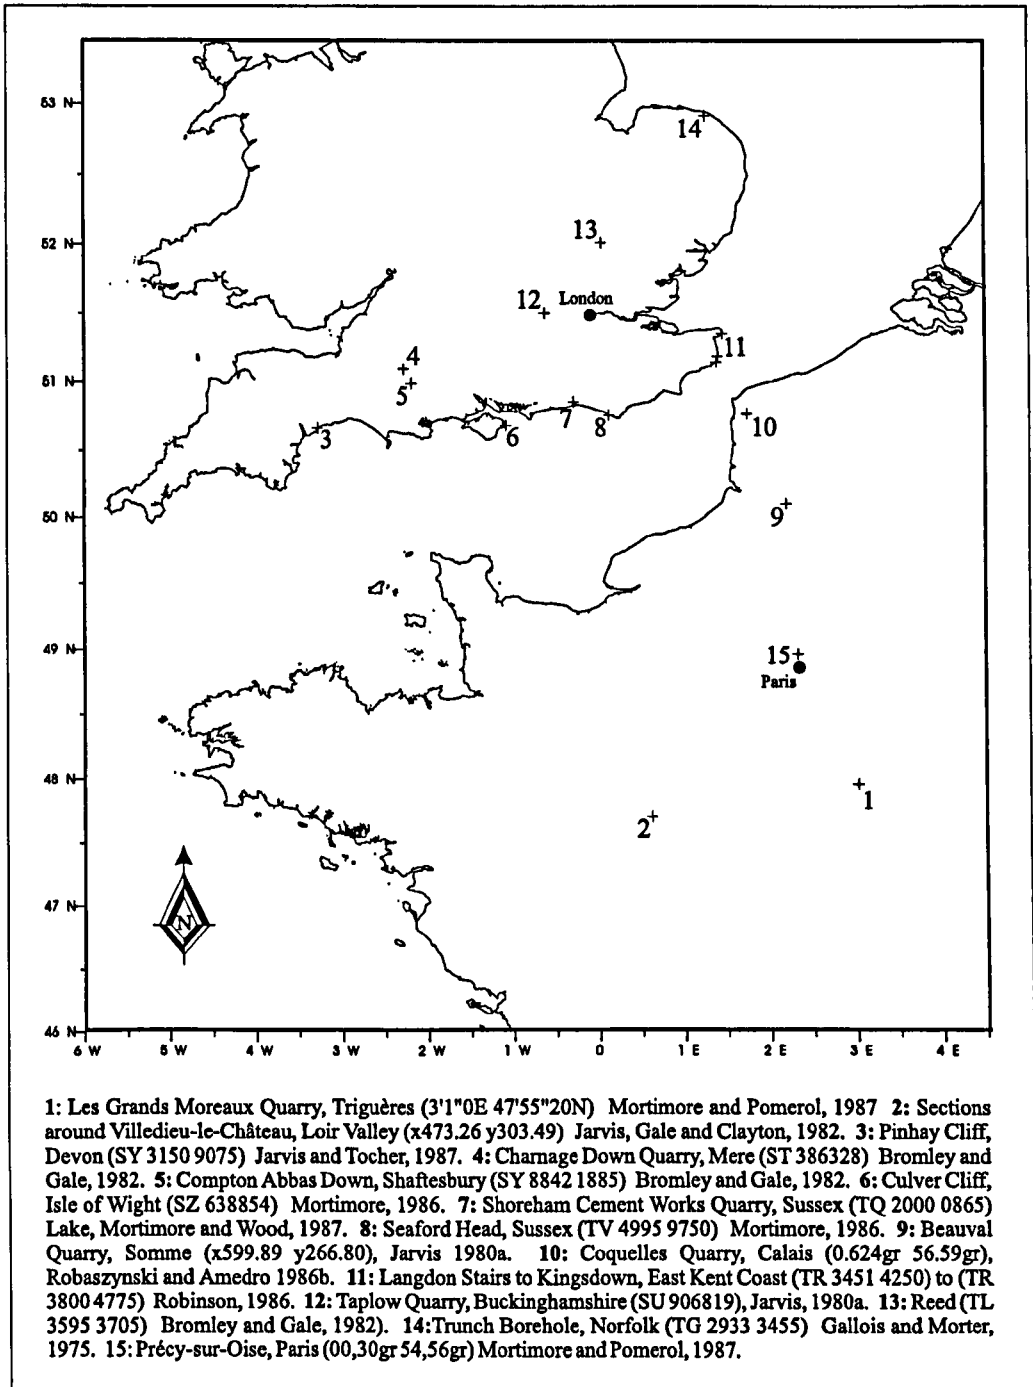 53 N
14
13
52 N
12
London
11
4
51 N
5
7
10
3
6
8
50 N
9
49 N
15
Paris
48 N
1
2
47 N
N
46 N
6 W 5 W 4 W 3 W 2 W 1 W 0 1 E 2 E 3 E 4 E
1: Les Grands Moreaux Quarry, Triguères (3'1"0E 47'55"20N) Mortimore and Pomerol, 1987 2: Sections
around Villedieu-le-Château, Loir Valley (x473.26 y303.49) Jarvis, Gale and Clayton, 1982. 3: Pinhay Cliff,
Devon (SY 3150 9075) Jarvis and Tocher, 1987. 4: Charnage Down Quarry, Mere (ST 386328) Bromley and
Gale, 1982. 5: Compton Abbas Down, Shaftesbury (SY 8842 1885) Bromley and Gale, 1982. 6: Culver Cliff,
Isle of Wight (SZ 638854) Mortimore, 1986. 7: Shoreham Cement Works Quarry, Sussex (TQ 2000 0865)
Lake, Mortimore and Wood, 1987. 8: Seaford Head, Sussex (TV 4995 9750) Mortimore, 1986. 9: Beauval
Quarry, Somme (x599.89 y266.80), Jarvis 1980a. 10: Coquelles Quarry, Calais (0.624gr 56.59gr),
Robaszynski and Amedro 1986b. 11: Langdon Stairs to Kingsdown, East Kent Coast (TR 3451 4250) to (TR
3800 4775) Robinson, 1986. 12: Taplow Quarry, Buckinghamshire (SU 906819), Jarvis, 1980a. 13: Reed (TL
3595 3705) Bromley and Gale, 1982). 14:Trunch Borehole, Norfolk (TG 2933 3455) Gallois and Morter,
1975. 15: Précy-sur-Oise, Paris (00,30gr 54,56gr) Mortimore and Pomerol, 1987.